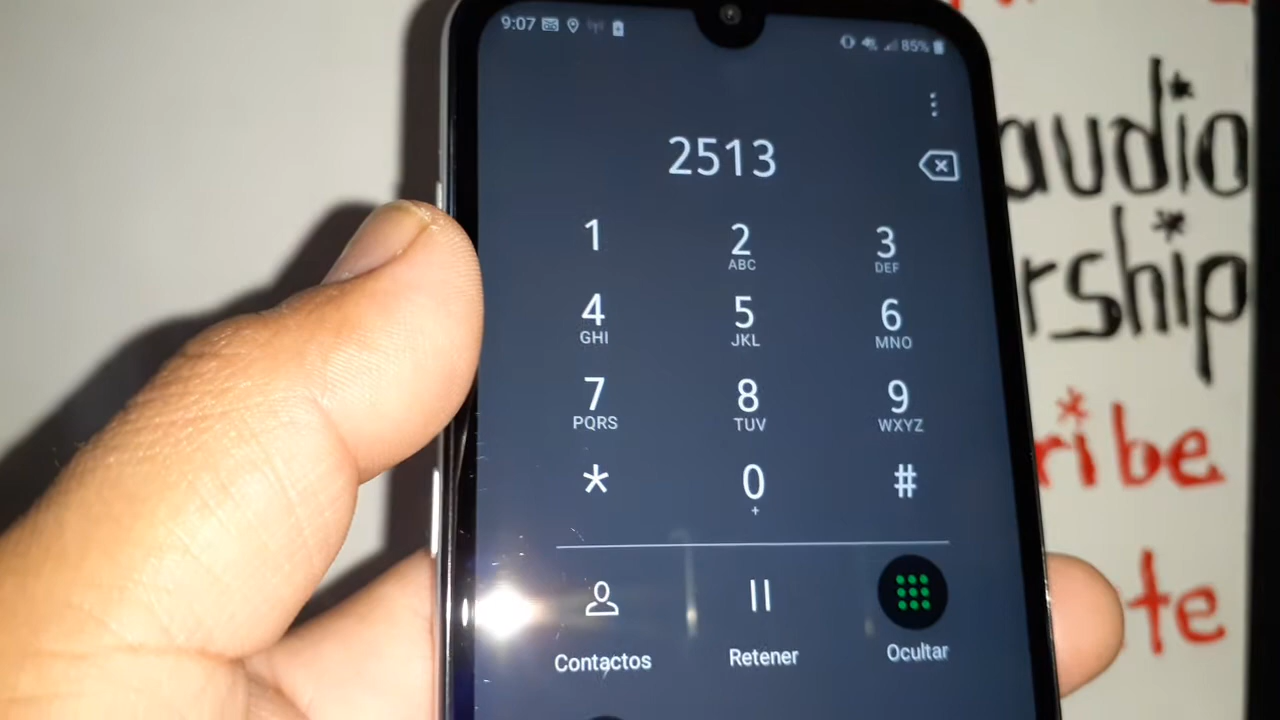 9:07 85%
2513
1 2 3
ABC DEF
4 5 6
GHI JKL MNO
7 8 9
PQRS TUV WXYZ
* 0 #
+
Contactos Retener Ocultar
audio
rship
ribe
te